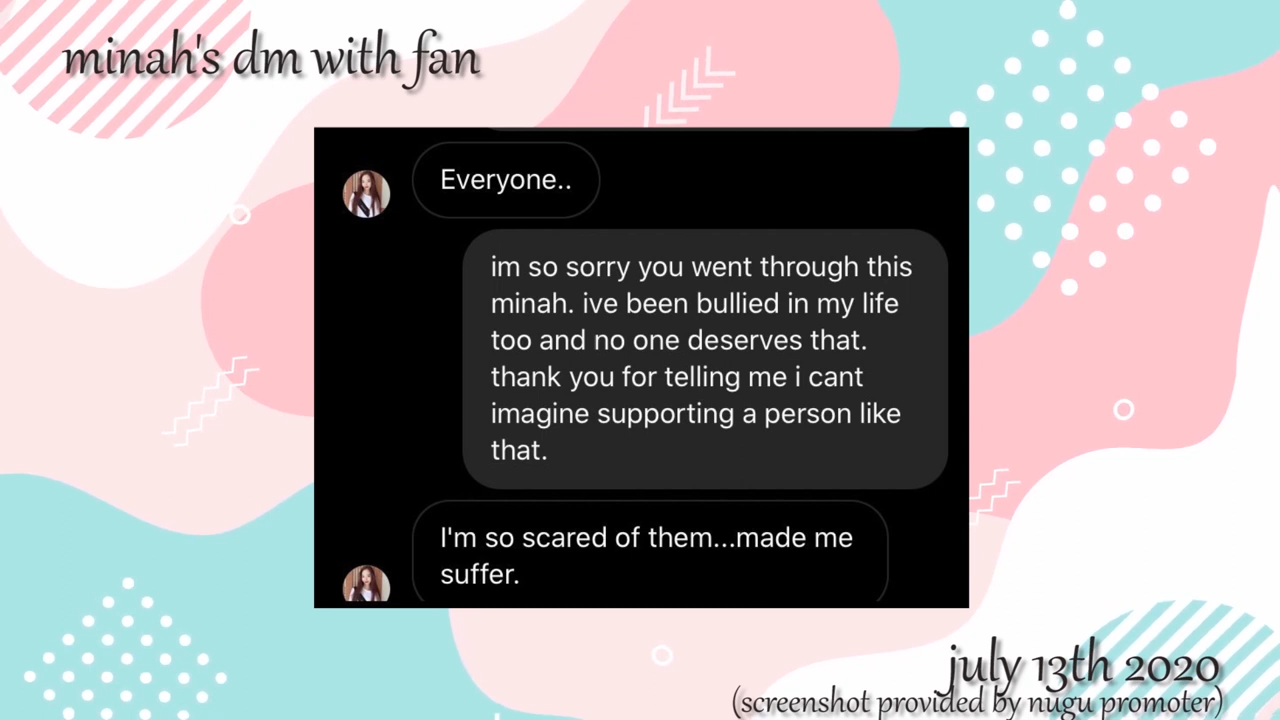 minah's dm with fan
Everyone..
im so sorry you went through this
minah. ive been bullied in my life
too and no one deserves that.
thank you for telling me i cant
imagine supporting a person like
that.
I'm so scared of them...made me
suffer.
july 13th 2020
(screenshot provided by nugu promoter)